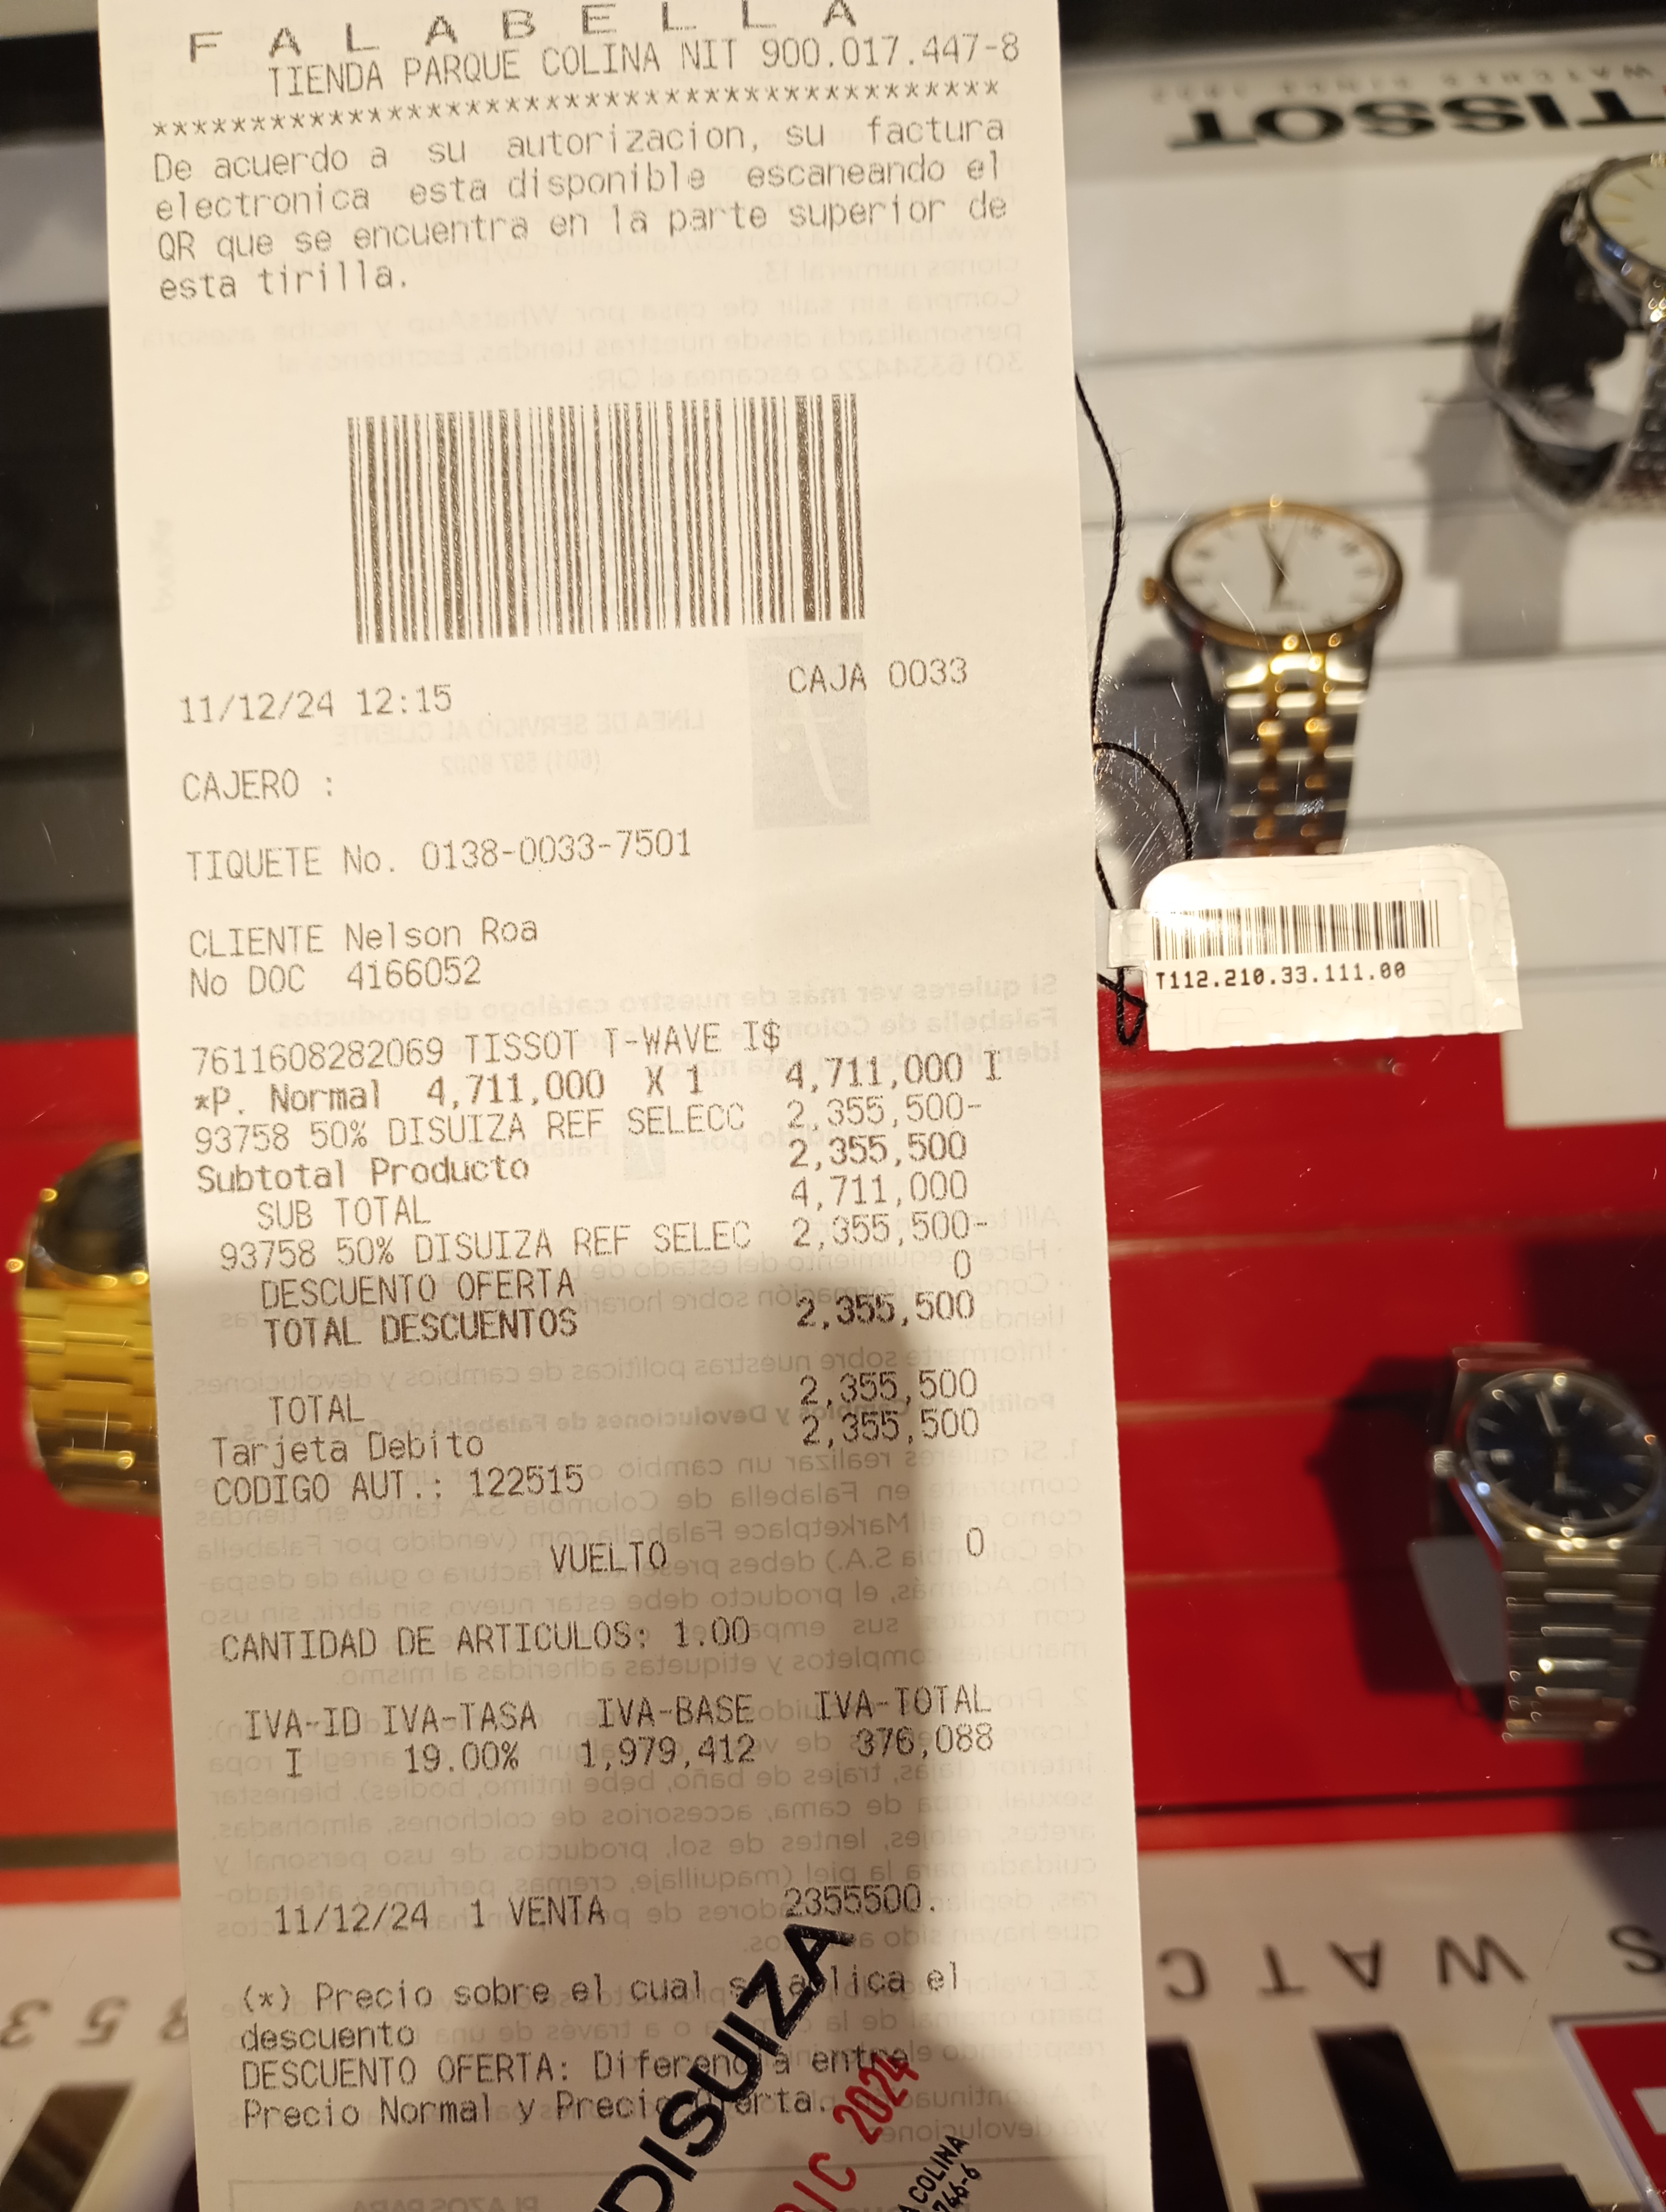 FALABELLA
TIENDA PARQUE COLINA NIT 900.017.447-8
******************************************
De acuerdo a su autorizacion, su factura
electronica esta disponible escaneando el
QR que se encuentra en la parte superior de
esta tirilla.
11/12/24 12:15 CAJA 0033
CAJERO :
TIQUETE No. 0138-0033-7501
CLIENTE Nelson Roa
No DOC 4166052
7611608282069 TISSOT T-WAVE I$
*P. Normal 4,711,000 X 1 4,711,000 I
93758 50% DISUIZA REF SELECC 2,355,500-
Subtotal Producto 2,355,500
SUB TOTAL 4,711,000
93758 50% DISUIZA REF SELEC 2,355,500-
DESCUENTO OFERTA 0
TOTAL DESCUENTOS 2,355,500
TOTAL 2,355,500
Tarjeta Debito 2,355,500
CODIGO AUT.: 122515
VUELTO 0
CANTIDAD DE ARTICULOS: 1.00
IVA-ID IVA-TASA IVA-BASE IVA-TOTAL
I 19.00% 1,979,412 376,088
11/12/24 1 VENTA 2355500.
(*) Precio sobre el cual se aplica el
descuento
DESCUENTO OFERTA: Diferencia entre
Precio Normal y Precio Oferta.
DISUIZA
DIC 2024
COLINA
TISSOT
T112.210.33.111.00
WATC
853